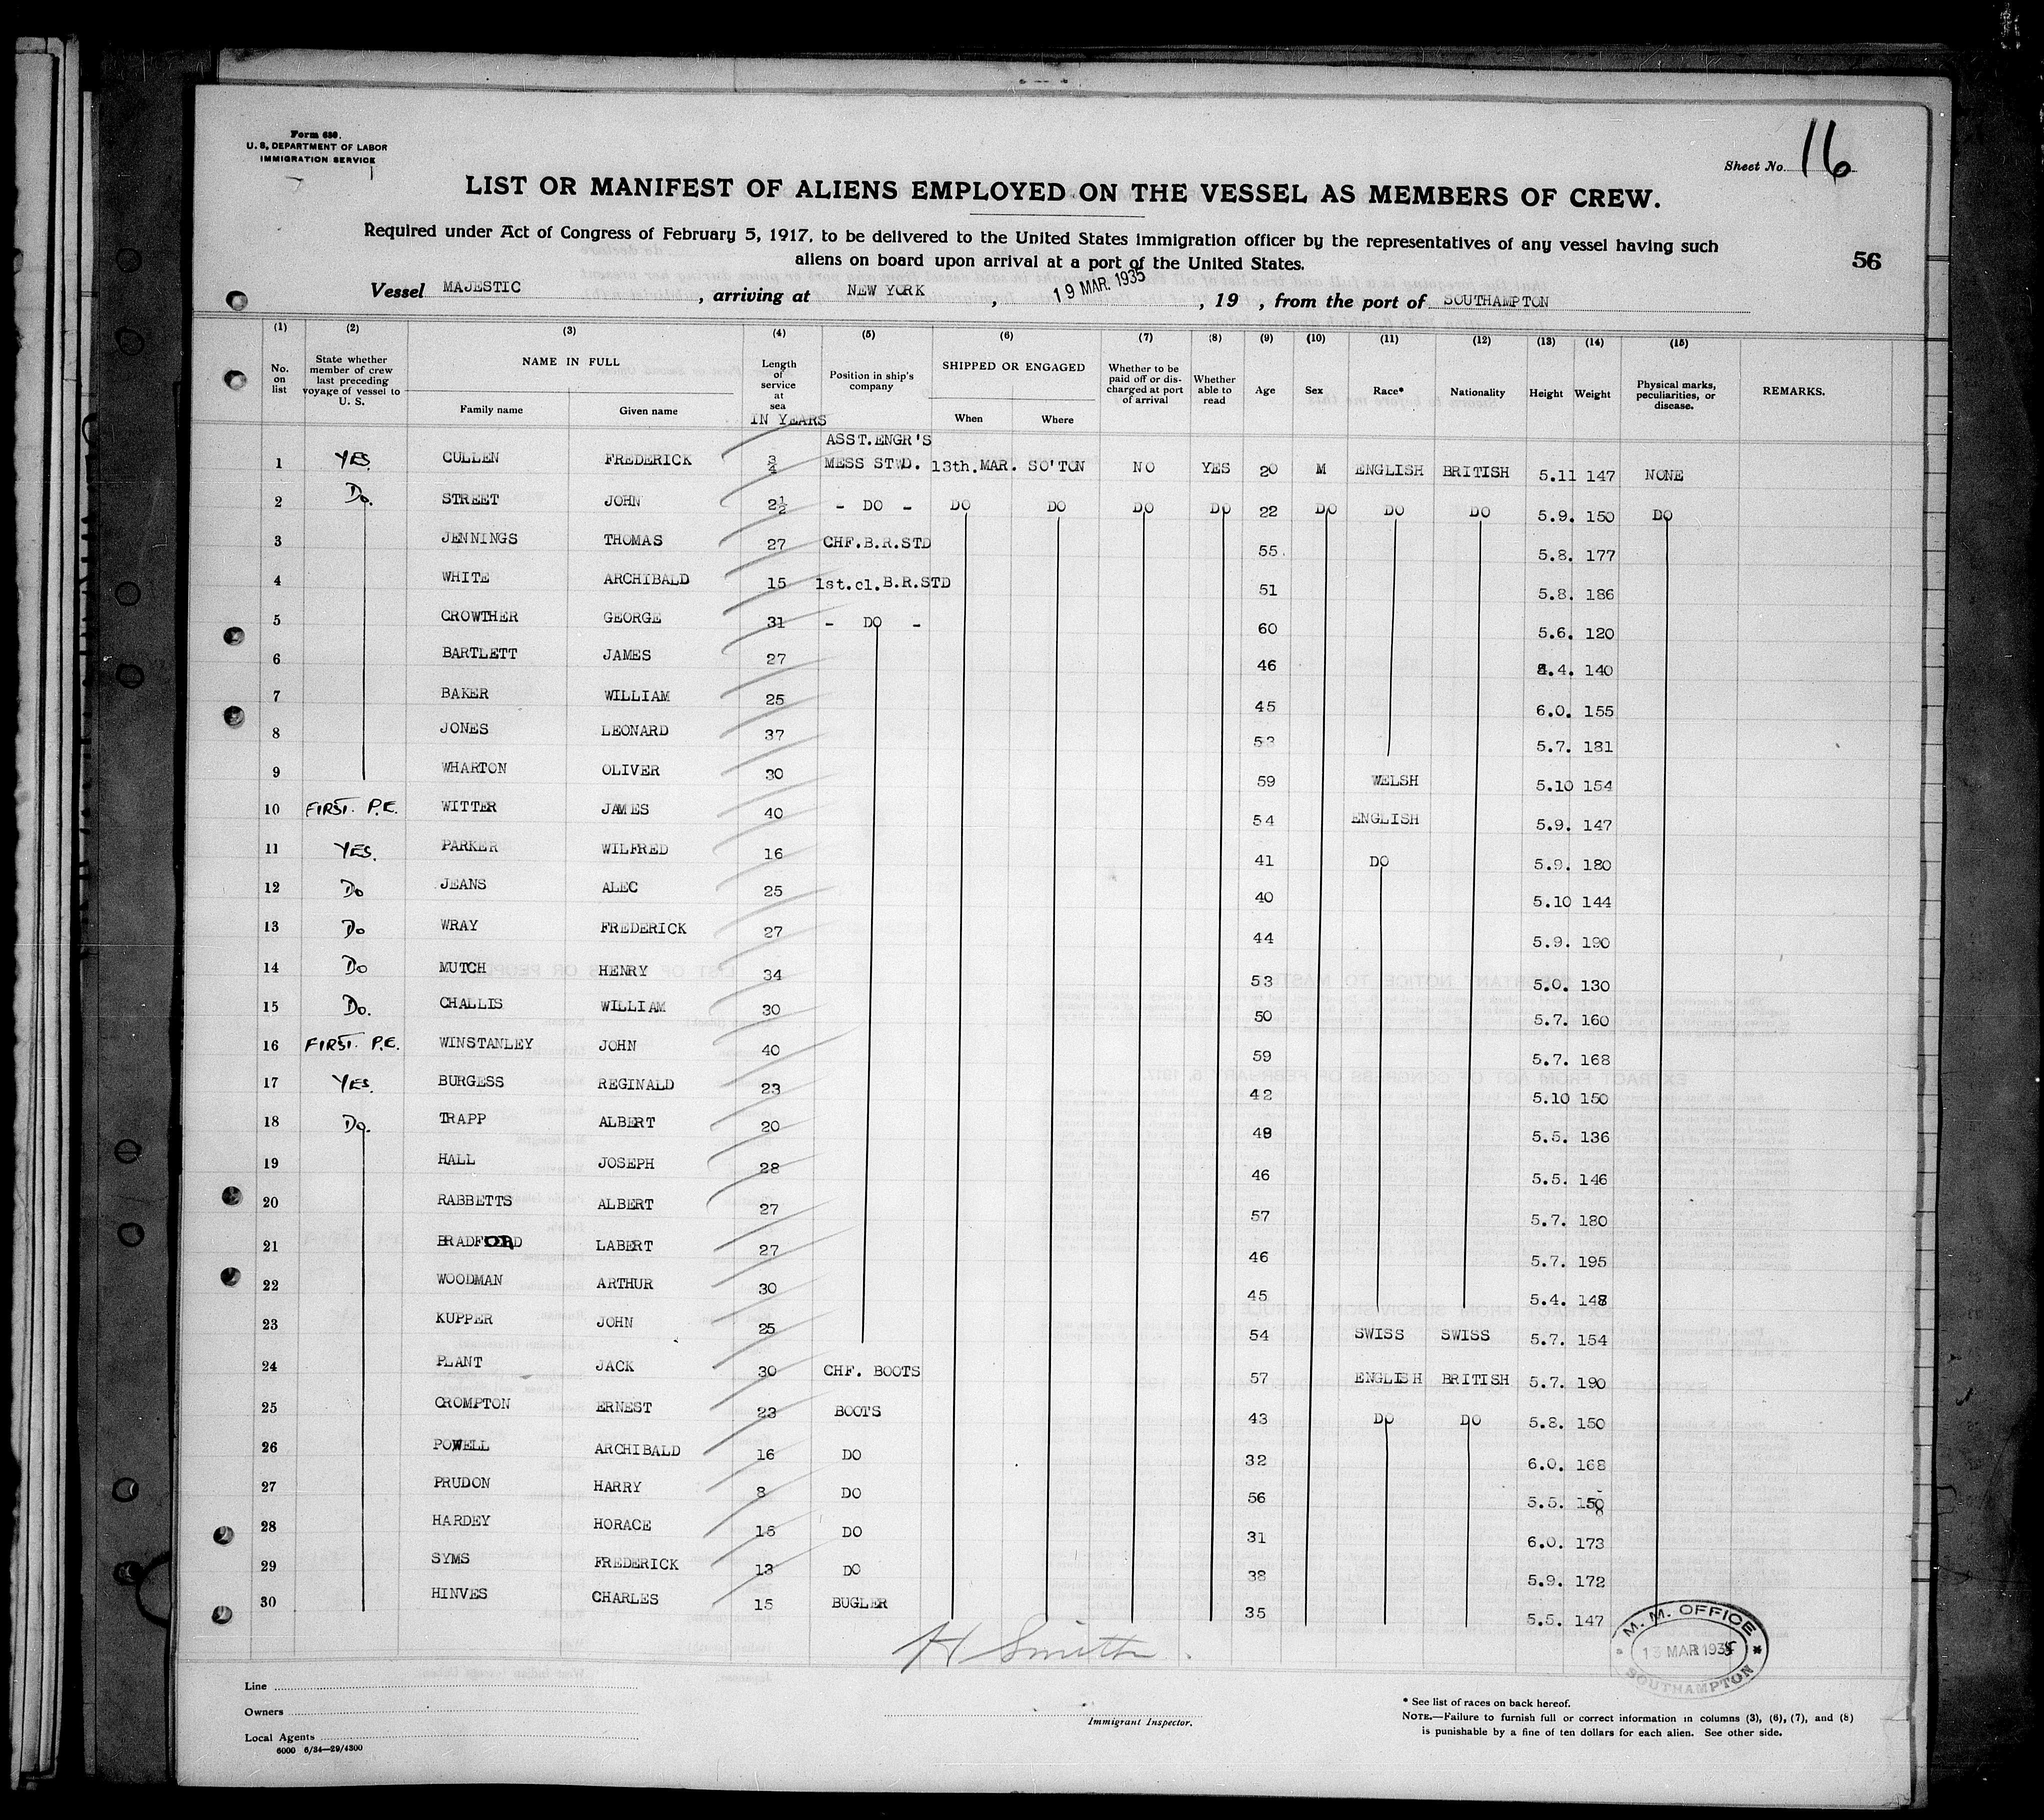 Form 680.
U. S. DEPARTMENT OF LABOR
IMMIGRATION SERVICE
Sheet No. 16
LIST OR MANIFEST OF ALIENS EMPLOYED ON THE VESSEL AS MEMBERS OF CREW.
Required under Act of Congress of February 5, 1917, to be delivered to the United States immigration officer by the representatives of any vessel having such
aliens on board upon arrival at a port of the United States.
56
Vessel MAJESTIC, arriving at NEW YORK, 19 MAR. 1935, 19 , from the port of SOUTHAMPTON
(1) (2) (3) (4) (5) (6) (7) (8) (9) (10) (11) (12) (13) (14) (15)
No. on list
State whether member of crew last preceding voyage of vessel to U. S.
NAME IN FULL
Family name
Given name
Length of service at sea
IN YEARS
Position in ship's company
SHIPPED OR ENGAGED
When
Where
Whether to be paid off or discharged at port of arrival
Whether able to read
Age
Sex
Race*
Nationality
Height
Weight
Physical marks, peculiarities, or disease.
REMARKS.
ASST.ENGR'S
1 YES. CULLEN FREDERICK 3/4 MESS STWD. 13th.MAR. SO'TON NO YES 20 M ENGLISH BRITISH 5.11 147 NONE
2 Do. STREET JOHN 2½ - DO - DO DO DO DO 22 DO DO DO 5.9. 150 DO
3 JENNINGS THOMAS 27 CHF.B.R.STD 55. 5.8. 177
4 WHITE ARCHIBALD 15 1st.cl.B.R.STD 51 5.8. 186
5 CROWTHER GEORGE 31 - DO - 60 5.6. 120
6 BARTLETT JAMES 27 46 .4. 140
7 BAKER WILLIAM 25 45 6.0. 155
8 JONES LEONARD 37 5.7. 181
9 WHARTON OLIVER 30 59 WELSH 5.10 154
10 FIRST. P.E. WITTER JAMES 40 54 ENGLISH 5.9. 147
11 YES. PARKER WILFRED 16 41 DO 5.9. 180
12 Do JEANS ALEC 25 40 5.10 144
13 Do WRAY FREDERICK 27 44 5.9. 190
14 Do MUTCH HENRY 34 53 5.0. 130
15 Do. CHALLIS WILLIAM 30 50 5.7. 160
16 FIRST. P.E. WINSTANLEY JOHN 40 59 5.7. 168
17 YES. BURGESS REGINALD 23 42 5.10 150
18 Do. TRAPP ALBERT 20 49 5.5. 136
19 HALL JOSEPH 28 46 5.5. 146
20 RABBETTS ALBERT 27 57 5.7. 180
21 BRADFORD LABERT 27 46 5.7. 195
22 WOODMAN ARTHUR 30 45 5.4. 148
23 KUPPER JOHN 25 54 SWISS SWISS 5.7. 154
24 PLANT JACK 30 CHF. BOOTS 57 ENGLISH BRITISH 5.7. 190
25 CROMPTON ERNEST 23 BOOTS 43 DO DO 5.8. 150
26 POWELL ARCHIBALD 16 DO 32 6.0. 168
27 PRUDON HARRY 8 DO 56 5.5. 150
28 HARDEY HORACE 16 DO 31 6.0. 173
29 SYMS FREDERICK 13 DO 38 5.9. 172
30 HINVES CHARLES 15 BUGLER 35 5.5. 147
H Smith.
M. M. OFFICE
13 MAR 1935
SOUTHAMPTON
Line
Owners
Local Agents
6000 6/34—29/4300
Immigrant Inspector.
* See list of races on back hereof.
NOTE.—Failure to furnish full or correct information in columns (3), (6), (7), and (8)
is punishable by a fine of ten dollars for each alien. See other side.